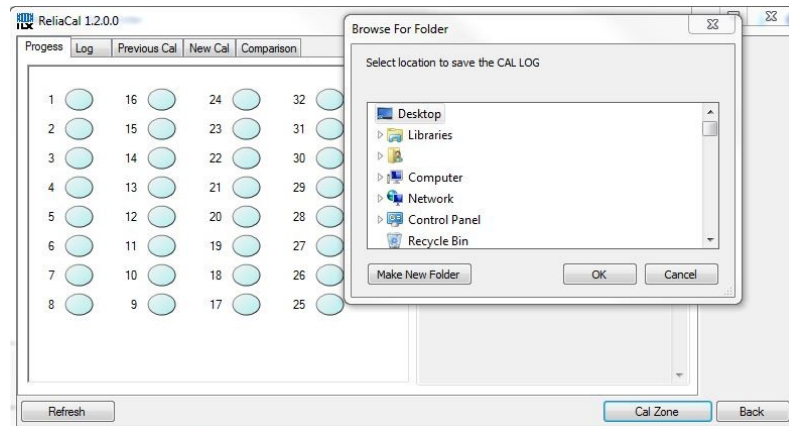 ReliaCal 1.2.0.0
Progess Log Previous Cal New Cal Comparison
1 16 24 32
2 15 23 31
3 14 22 30
4 13 21 29
5 12 20 28
6 11 19 27
7 10 18 26
8 9 17 25
Refresh Cal Zone Back
Browse For Folder
Select location to save the CAL LOG
Desktop
Libraries
Computer
Network
Control Panel
Recycle Bin
Make New Folder OK Cancel